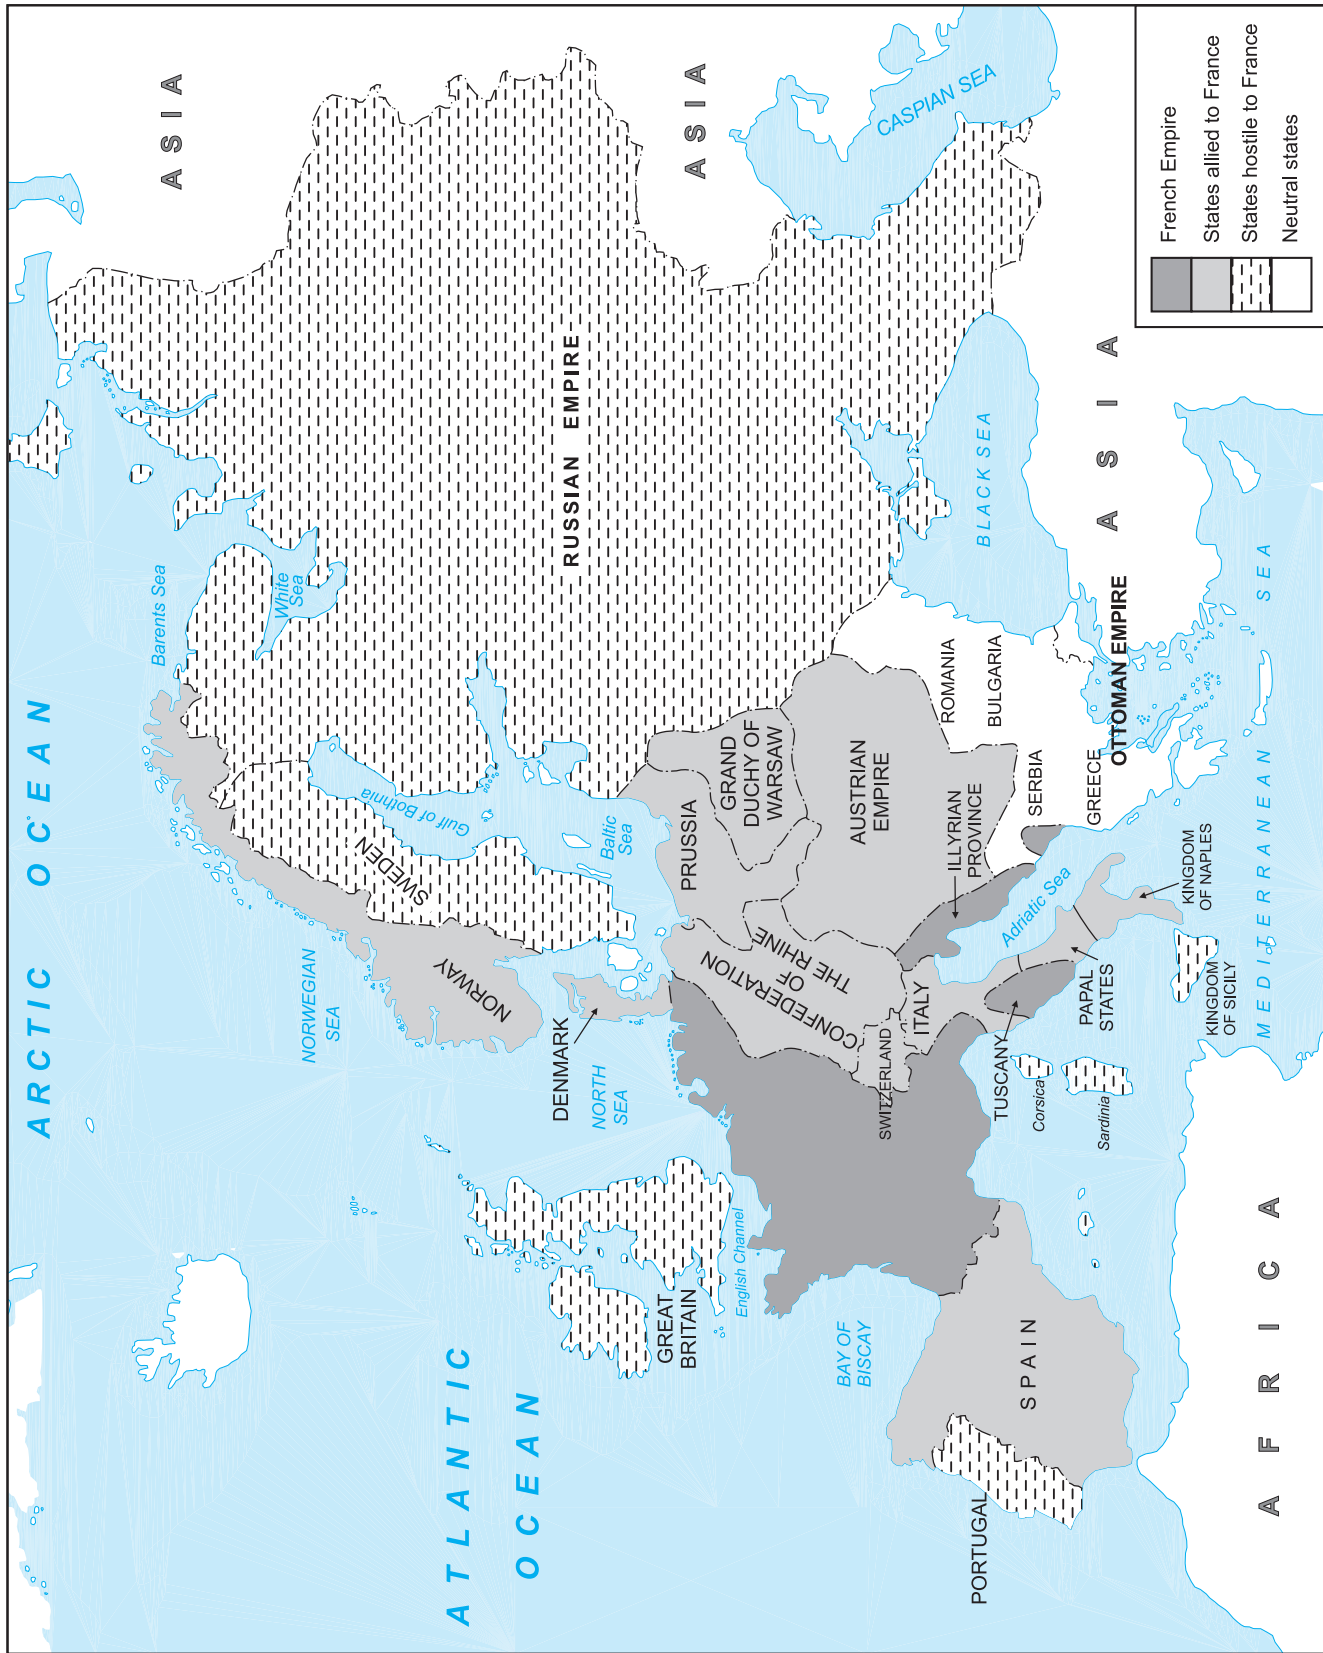 ARCTIC OCEAN
ASIA
Barents Sea
White
Sea
NORWEGIAN
SEA
SWEDEN
Gulf of Bothnia
NORWAY
RUSSIAN EMPIRE
ATLANTIC
OCEAN
DENMARK
NORTH
SEA
Baltic
Sea
ASIA
GREAT
BRITAIN
English Channel
PRUSSIA
GRAND
DUCHY OF
WARSAW
CONFEDERATION
OF
THE RHINE
BAY OF
BISCAY
AUSTRIAN
EMPIRE
CASPIAN SEA
SWITZERLAND
ITALY
ILLYRIAN
PROVINCE
ROMANIA
BULGARIA
BLACK SEA
PORTUGAL
SPAIN
TUSCANY
Corsica
Sardinia
Adriatic Sea
SERBIA
GREECE
PAPAL
STATES
OTTOMAN EMPIRE
ASIA
KINGDOM
OF NAPLES
KINGDOM
OF SICILY
MEDITERRANEAN SEA
AFRICA
French Empire
States allied to France
States hostile to France
Neutral states